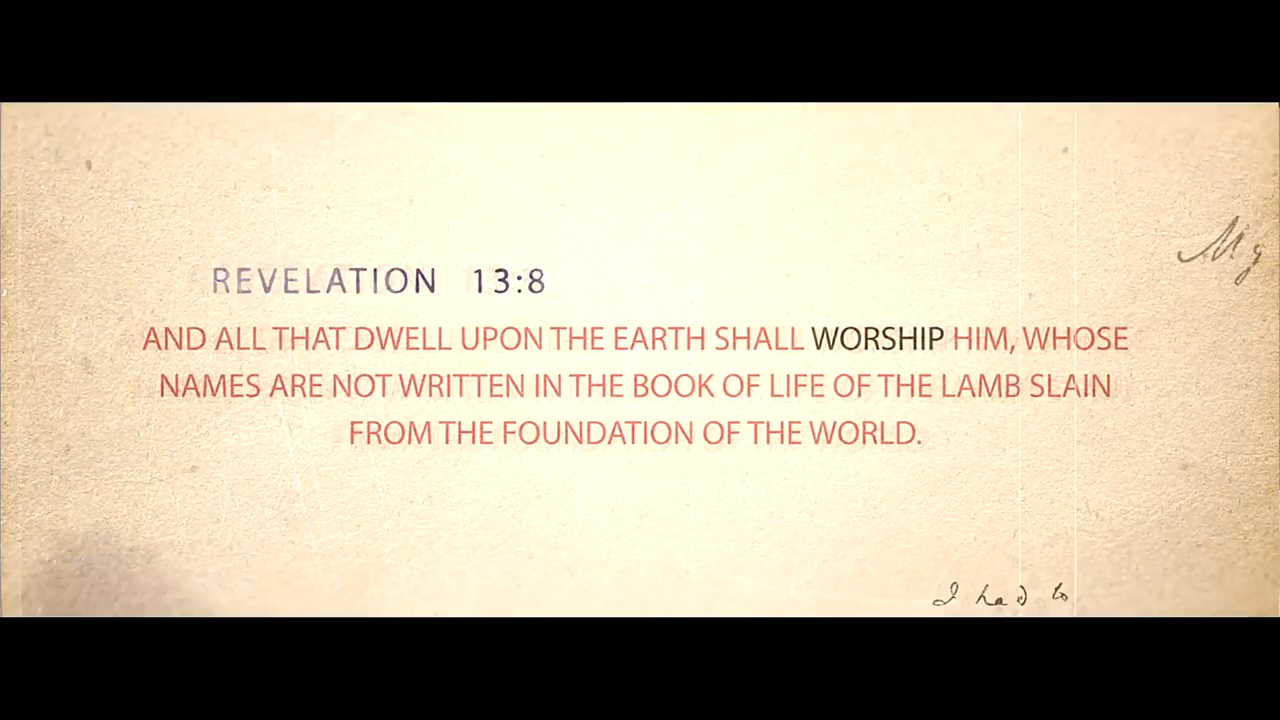 My
REVELATION 13:8
AND ALL THAT DWELL UPON THE EARTH SHALL WORSHIP HIM, WHOSE
NAMES ARE NOT WRITTEN IN THE BOOK OF LIFE OF THE LAMB SLAIN
FROM THE FOUNDATION OF THE WORLD.
I had to